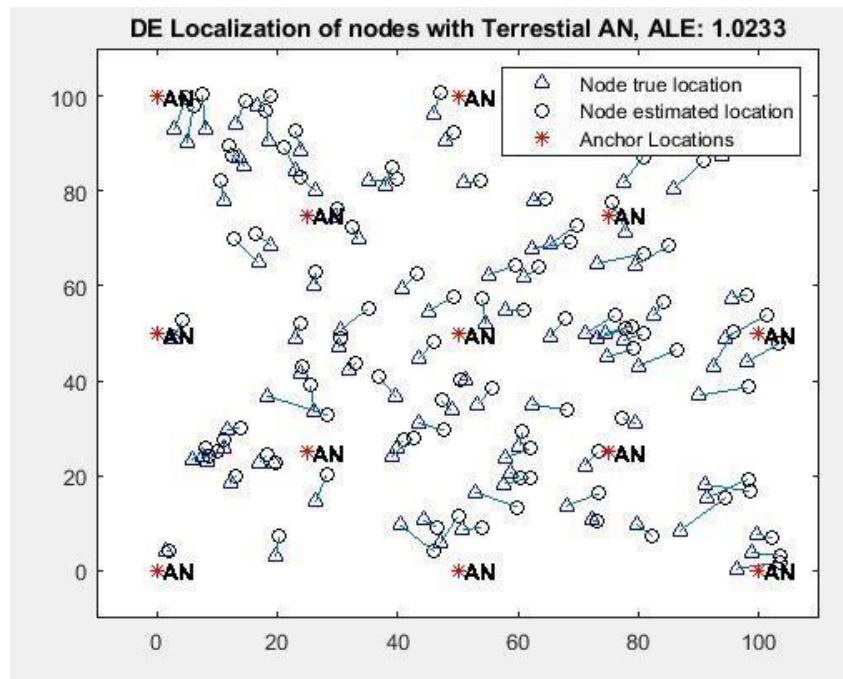 DE Localization of nodes with Terrestial AN, ALE: 1.0233
Node true location
Node estimated location
Anchor Locations
100
80
60
40
20
0
AN
AN
AN
AN
AN
AN
AN
AN
AN
AN
AN
AN
0
20
40
60
80
100